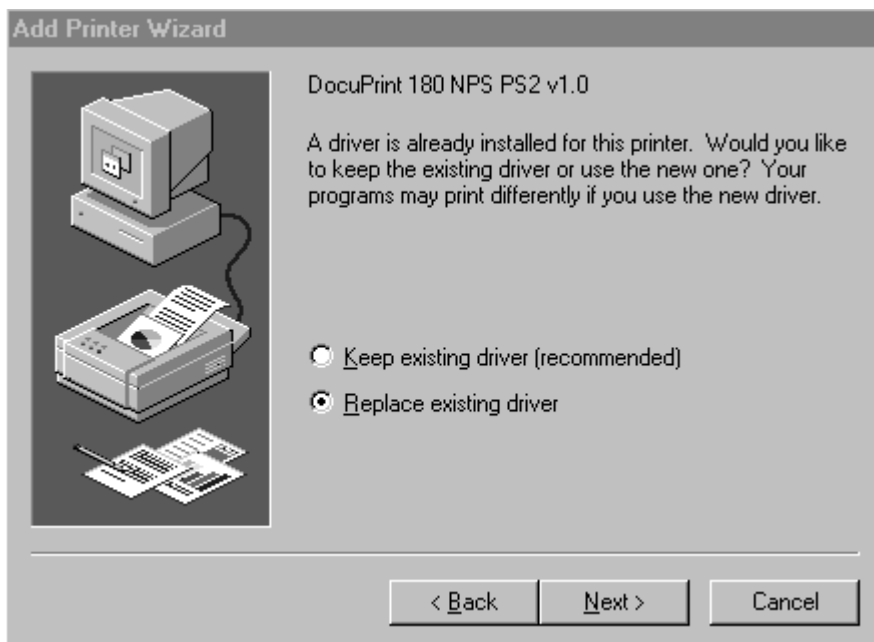 Add Printer Wizard
DocuPrint 180 NPS PS2 v1.0
A driver is already installed for this printer. Would you like
to keep the existing driver or use the new one? Your
programs may print differently if you use the new driver.
Keep existing driver (recommended)
Replace existing driver
< Back
Next >
Cancel